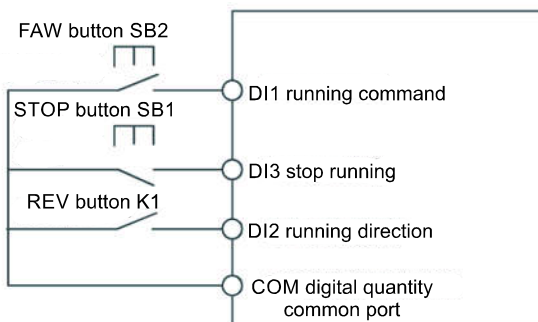 FAW button SB2
DI1 running command
STOP button SB1
DI3 stop running
REV button K1
DI2 running direction
COM digital quantity
common port